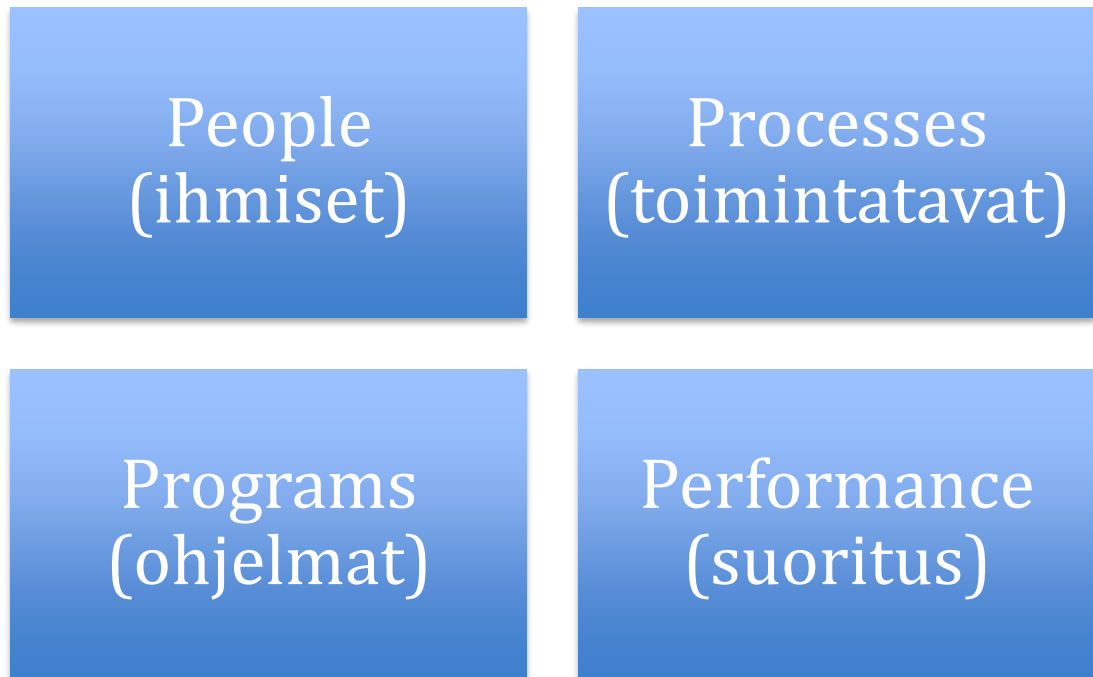 People
(ihmiset)
Processes
(toimintatavat)
Programs
(ohjelmat)
Performance
(suoritus)